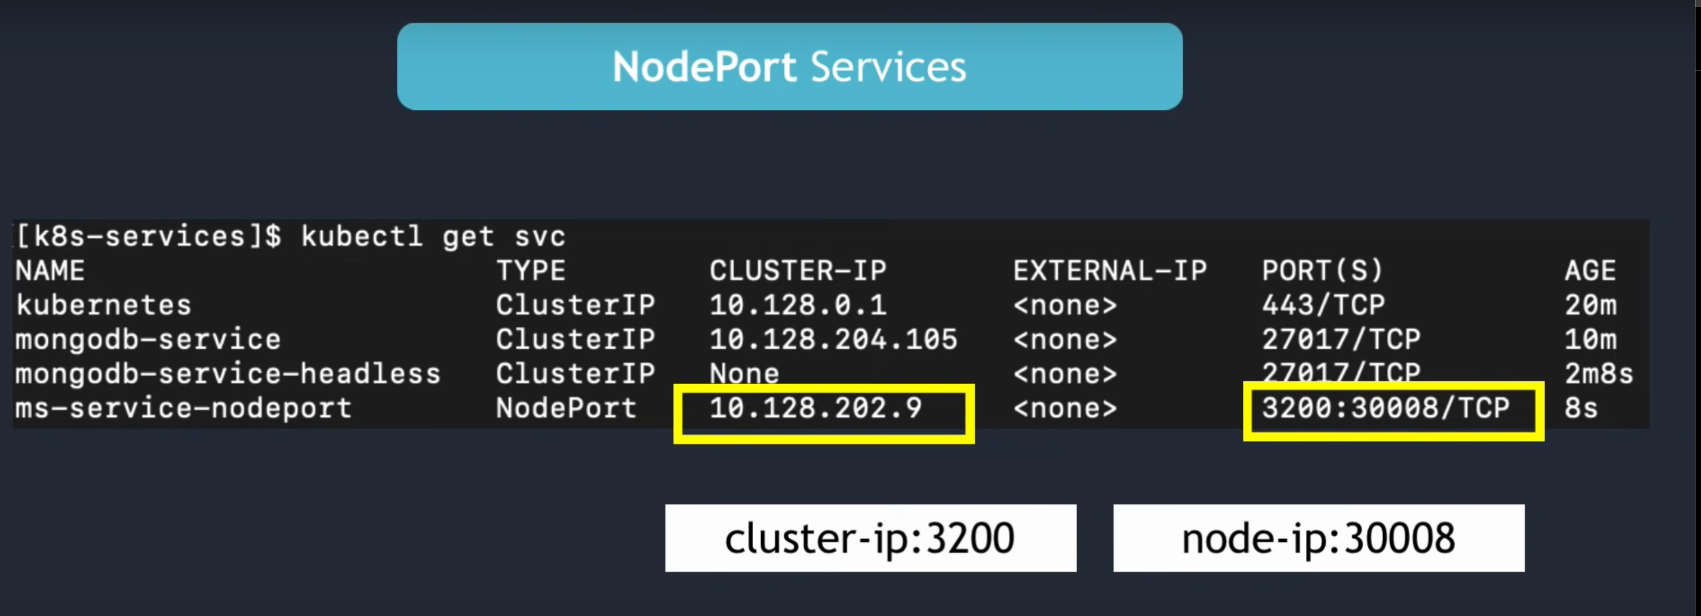 NodePort Services
[k8s-services]$ kubectl get svc
NAME TYPE CLUSTER-IP EXTERNAL-IP PORT(S) AGE
kubernetes ClusterIP 10.128.0.1 <none> 443/TCP 20m
mongodb-service ClusterIP 10.128.204.105 <none> 27017/TCP 10m
mongodb-service-headless ClusterIP None <none> 27017/TCP 2m8s
ms-service-nodeport NodePort 10.128.202.9 <none> 3200:30008/TCP 8s
cluster-ip:3200 node-ip:30008